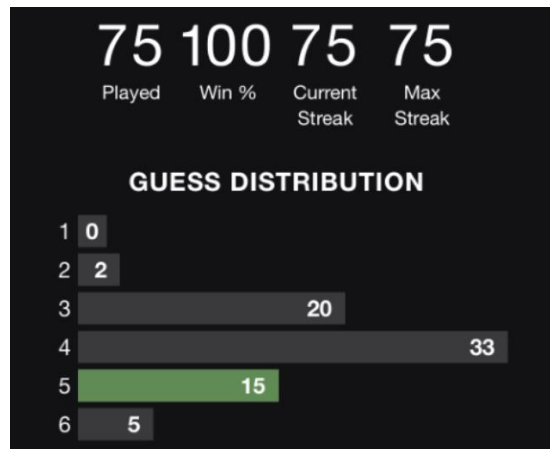 75 100 75 75
Played Win % Current Streak Max Streak
GUESS DISTRIBUTION
1 0
2 2
3 20
4 33
5 15
6 5